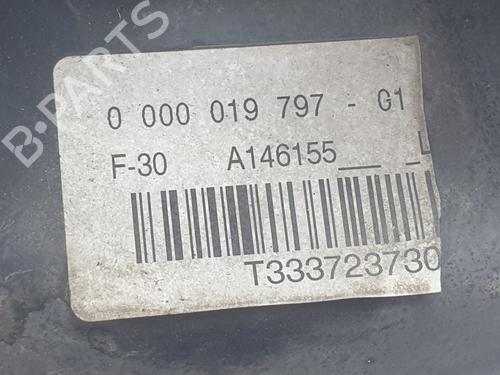 0 000 019 797 - G1
F-30 A146155___ _L
T333723730
B-PARTS